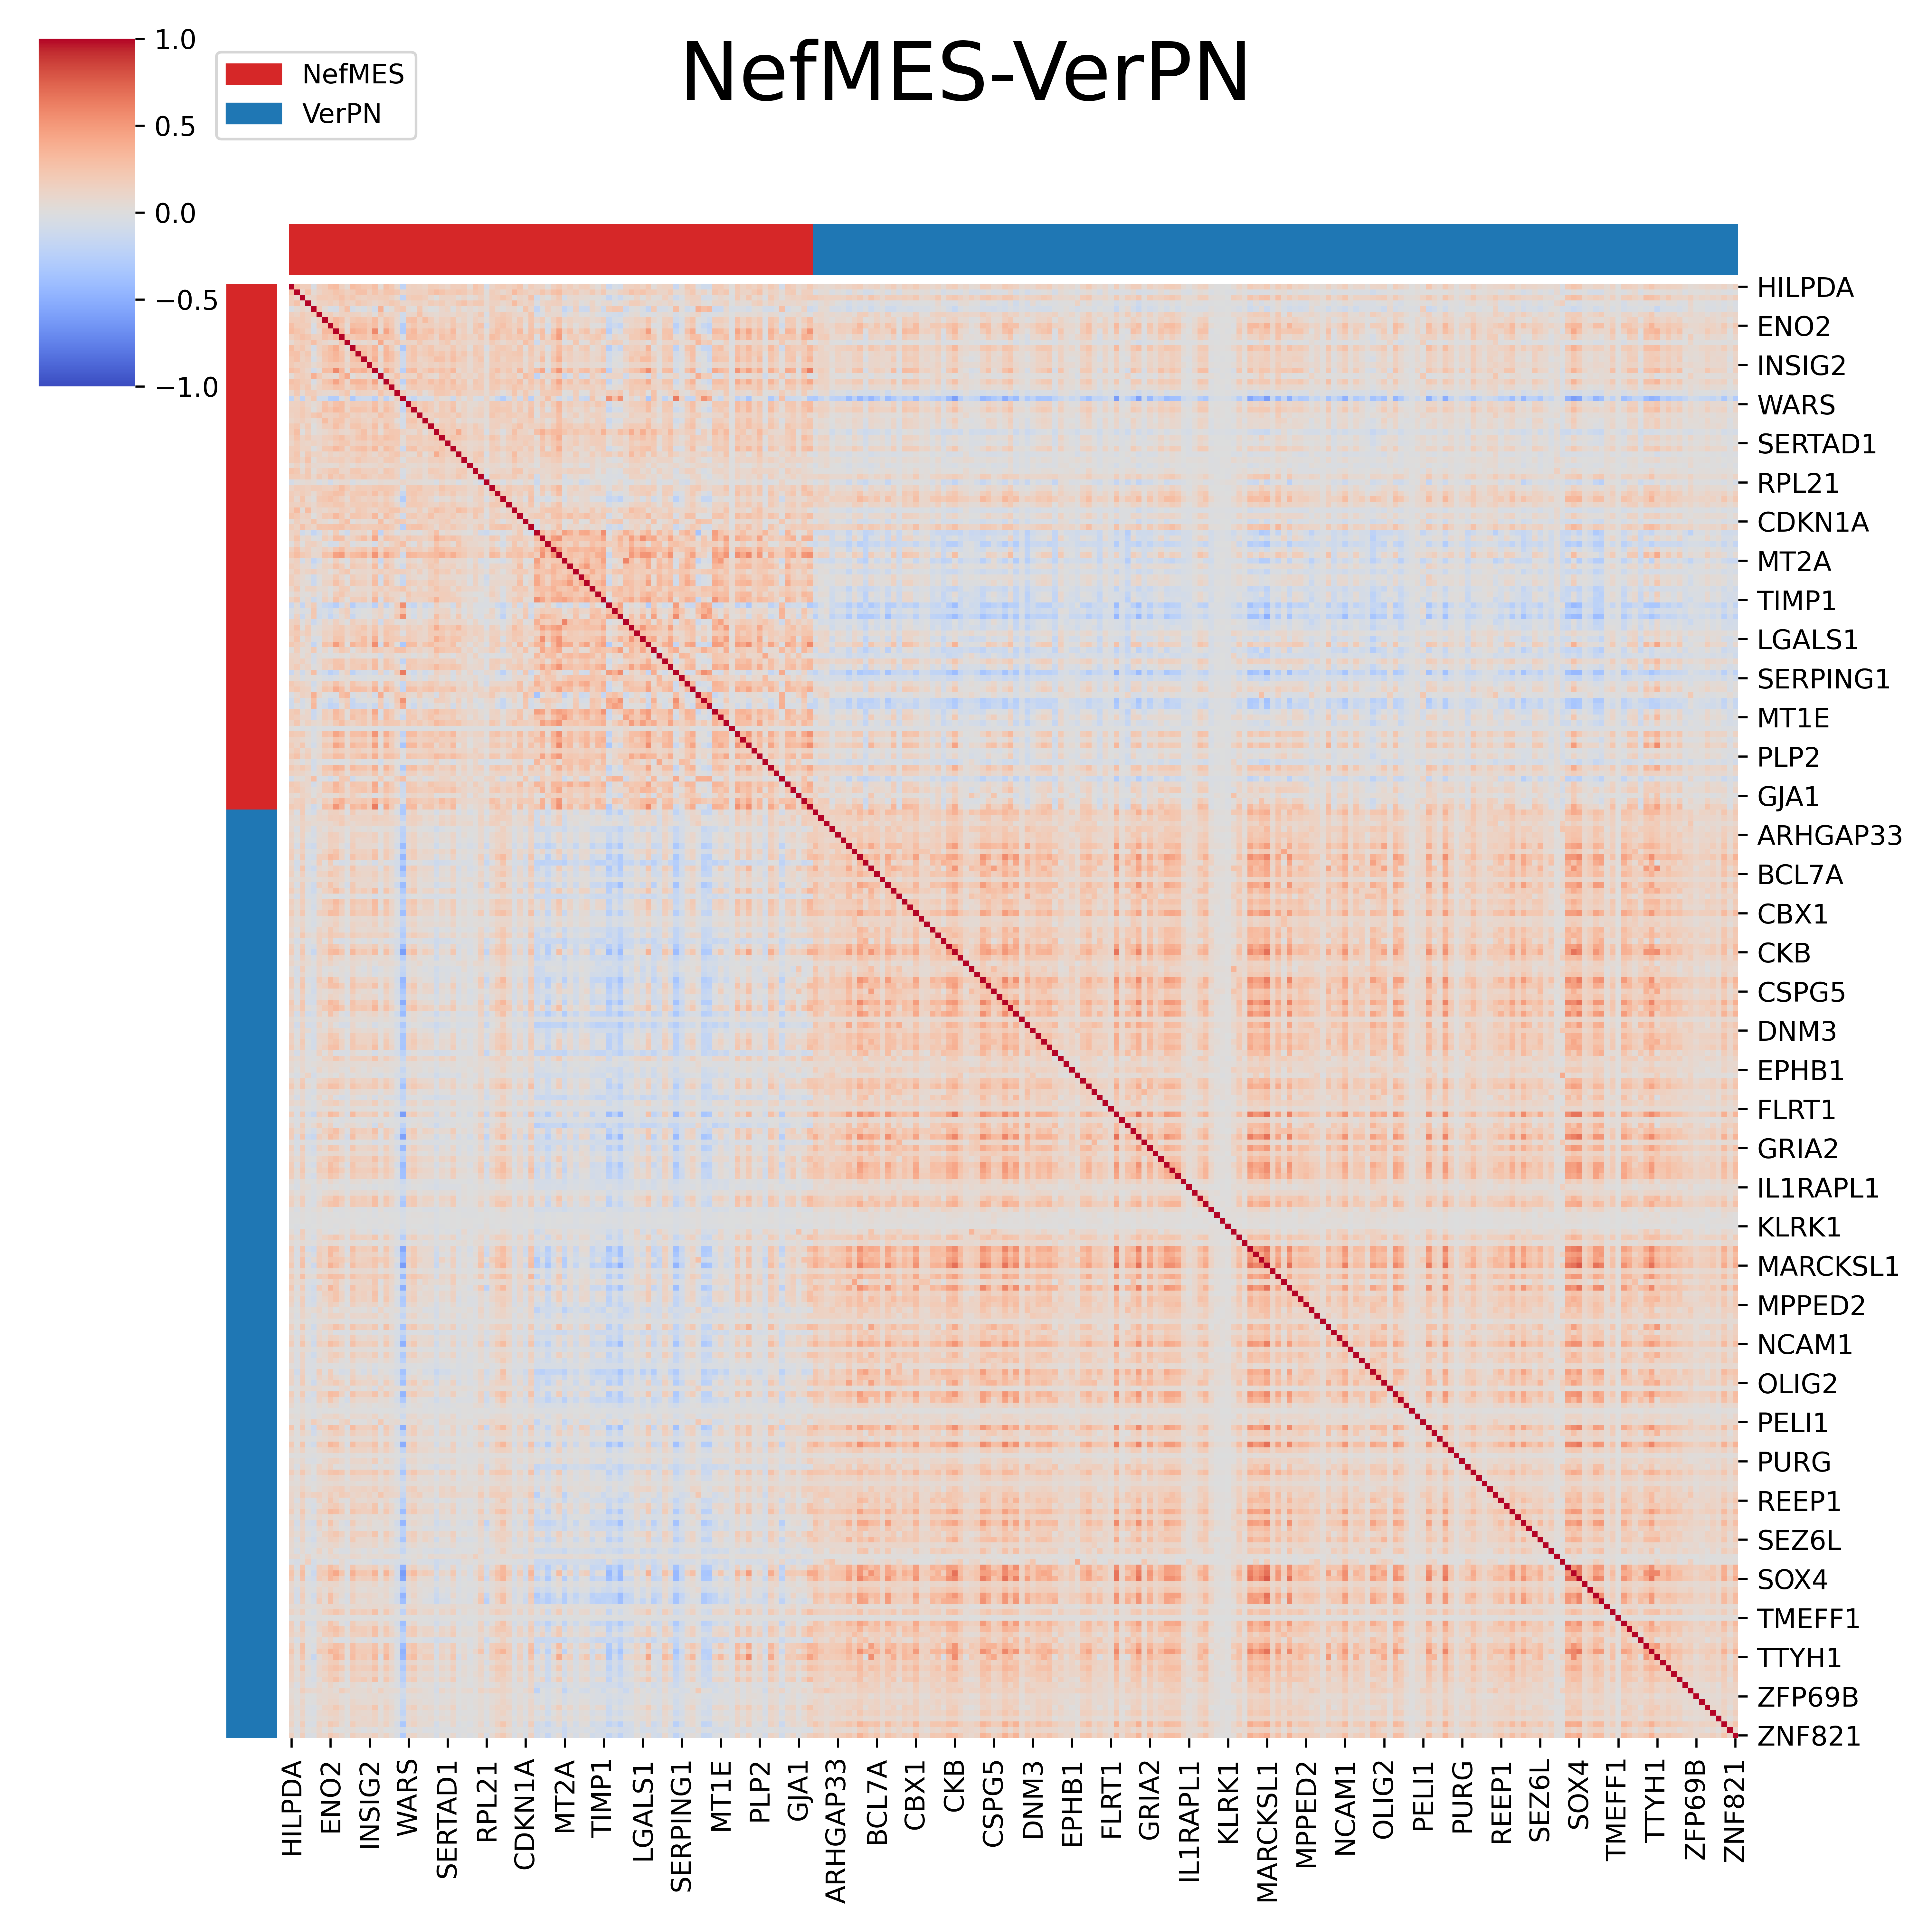 NefMES-VerPN
1.0
0.5
0.0
−0.5
−1.0
NefMES
VerPN
HILPDA
ENO2
INSIG2
WARS
SERTAD1
RPL21
CDKN1A
MT2A
TIMP1
LGALS1
SERPING1
MT1E
PLP2
GJA1
ARHGAP33
BCL7A
CBX1
CKB
CSPG5
DNM3
EPHB1
FLRT1
GRIA2
IL1RAPL1
KLRK1
MARCKSL1
MPPED2
NCAM1
OLIG2
PELI1
PURG
REEP1
SEZ6L
SOX4
TMEFF1
TTYH1
ZFP69B
ZNF821
HILPDA
ENO2
INSIG2
WARS
SERTAD1
RPL21
CDKN1A
MT2A
TIMP1
LGALS1
SERPING1
MT1E
PLP2
GJA1
ARHGAP33
BCL7A
CBX1
CKB
CSPG5
DNM3
EPHB1
FLRT1
GRIA2
IL1RAPL1
KLRK1
MARCKSL1
MPPED2
NCAM1
OLIG2
PELI1
PURG
REEP1
SEZ6L
SOX4
TMEFF1
TTYH1
ZFP69B
ZNF821